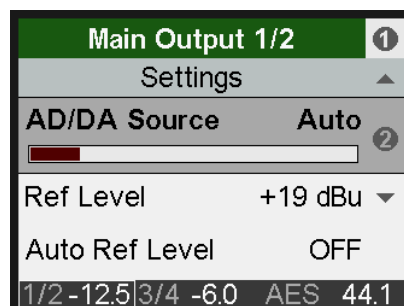 Main Output 1/2 1
Settings
AD/DA Source Auto 2
Ref Level +19 dBu
Auto Ref Level OFF
1/2 -12.5 3/4 -6.0 AES 44.1